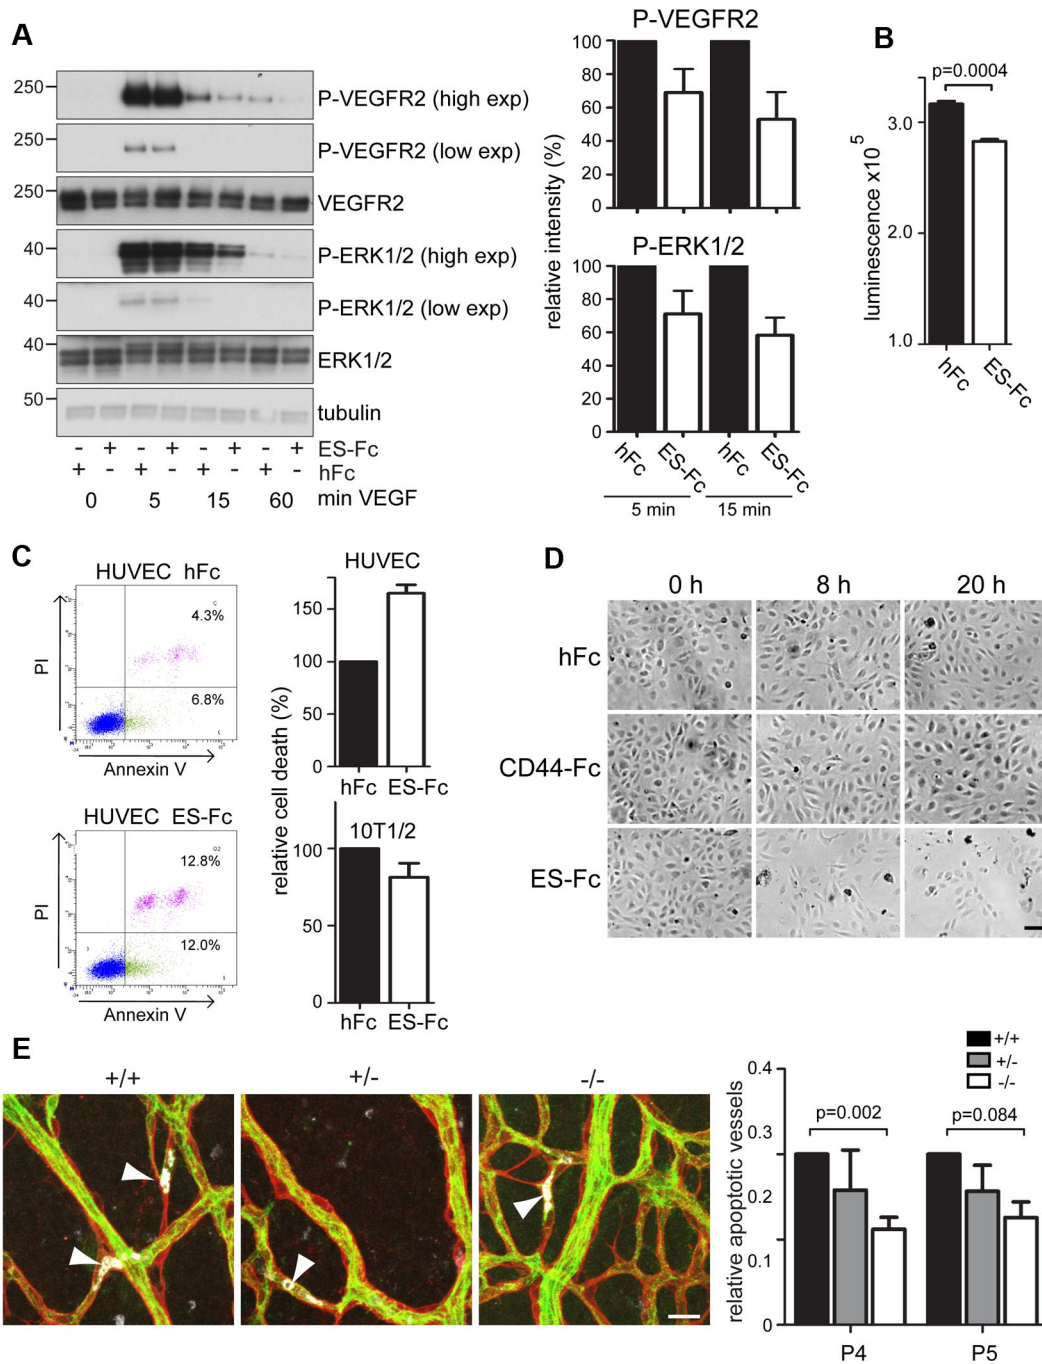 A
250
P-VEGFR2 (high exp)
250
P-VEGFR2 (low exp)
250
VEGFR2
40
P-ERK1/2 (high exp)
40
P-ERK1/2 (low exp)
40
ERK1/2
50
tubulin
- + - + - + - + ES-Fc
+ - + - + - + - hFc
0 5 15 60 min VEGF
relative intensity (%)
P-VEGFR2
100
80
60
40
20
0
P-ERK1/2
100
80
60
40
20
0
hFc ES-Fc hFc ES-Fc
5 min 15 min
B
p=0.0004
luminescence x10 5
3.0
2.0
1.0
hFc ES-Fc
C
HUVEC hFc
4.3%
6.8%
PI
Annexin V
HUVEC ES-Fc
Q2
12.8%
12.0%
PI
Annexin V
relative cell death (%)
HUVEC
150
100
50
0
hFc ES-Fc
10T1/2
100
50
0
hFc ES-Fc
D
0 h 8 h 20 h
hFc
CD44-Fc
ES-Fc
E
+/+ +/- -/-
+/+
+/-
-/-
relative apoptotic vessels
0.4
0.3
0.2
0.1
0
p=0.002 p=0.084
P4 P5